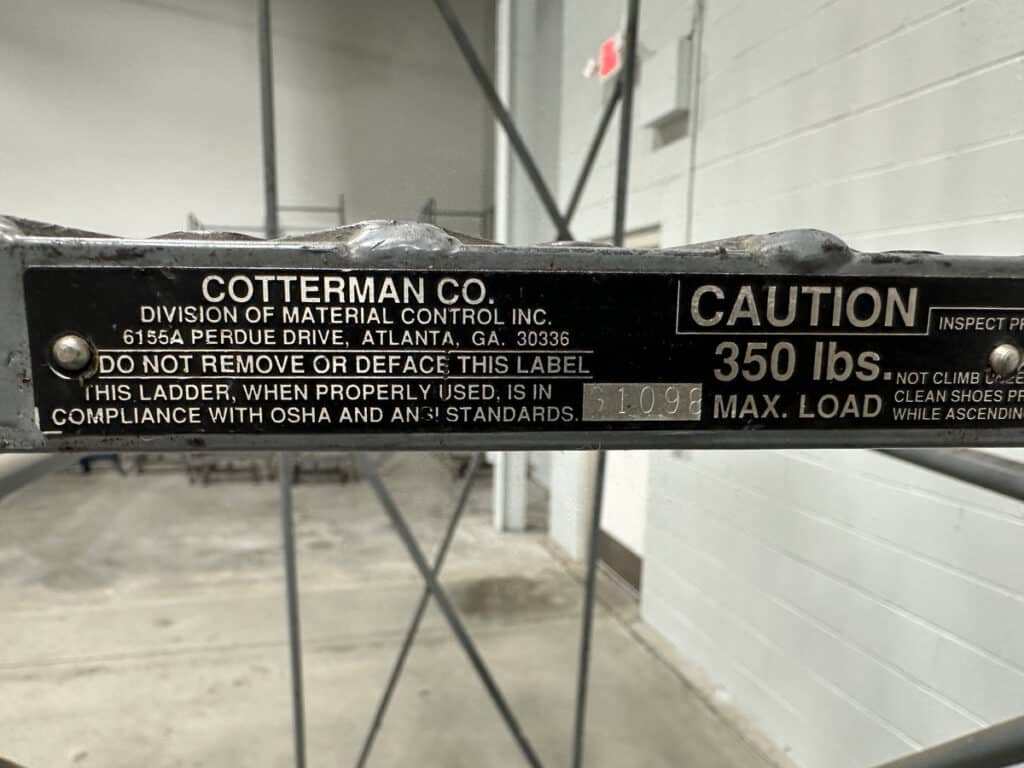 COTTERMAN CO.
DIVISION OF MATERIAL CONTROL INC.
6155A PERDUE DRIVE, ATLANTA, GA. 30336
DO NOT REMOVE OR DEFACE THIS LABEL
THIS LADDER, WHEN PROPERLY USED, IS IN
COMPLIANCE WITH OSHA AND ANSI STANDARDS.
1098
CAUTION
350 lbs.
MAX. LOAD
INSPECT
NOT CLIMB
CLEAN SHOES
WHILE